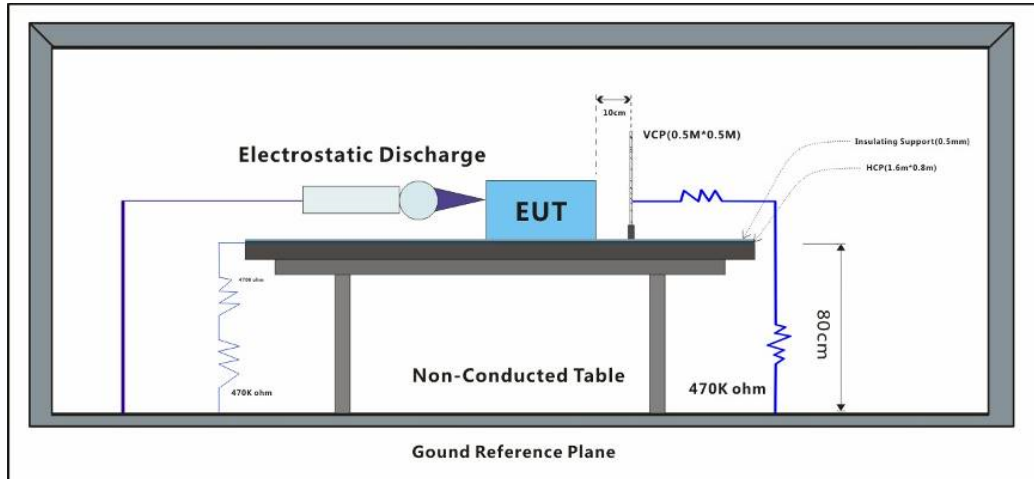 10cm
VCP(0.5M*0.5M)
Insulating Support(0.5mm)
Electrostatic Discharge
HCP(1.6m*0.8m)
EUT
470K ohm
80cm
Non-Conducted Table
470K ohm
470K ohm
Gound Reference Plane